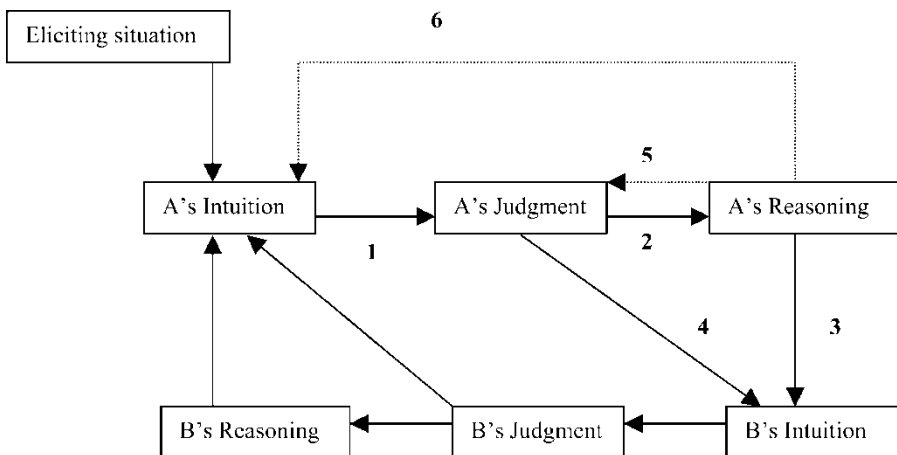 6
Eliciting situation
5
A's Intuition
A's Judgment
A's Reasoning
1
2
4
3
B's Reasoning
B's Judgment
B's Intuition